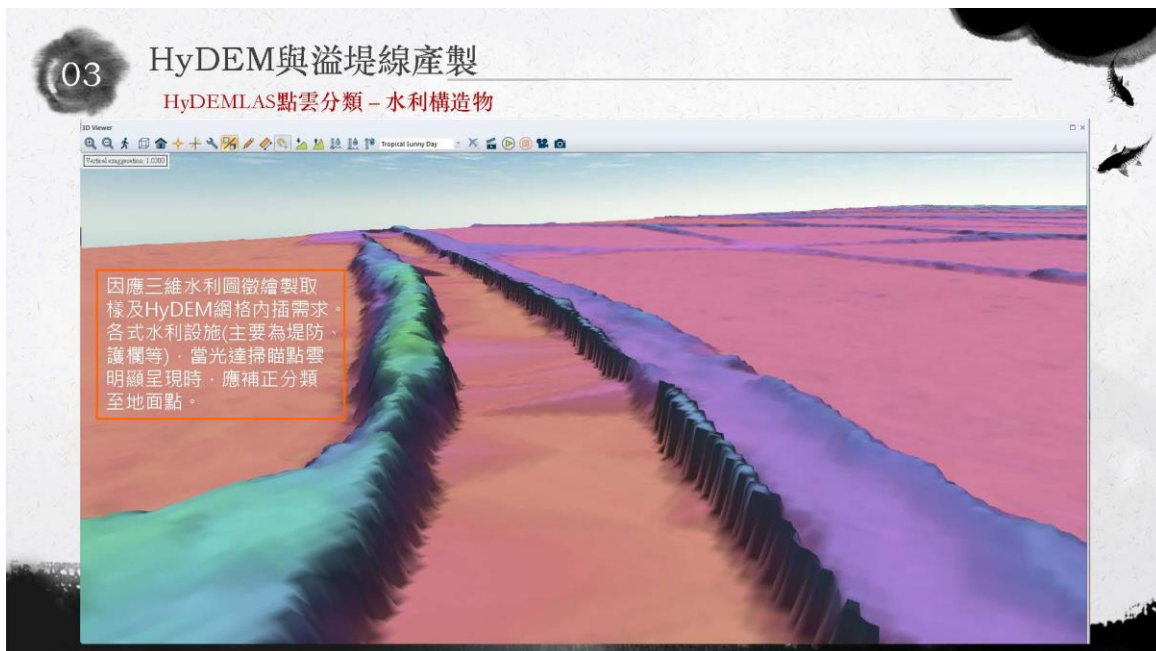 03
HyDEM與溢堤線產製
HyDEMLAS點雲分類 – 水利構造物
3D Viewer
Tropical Sunny Day
Vertical exaggeration: 1.0000
因應三維水利圖徵繪製取
樣及HyDEM網格內插需求。
各式水利設施(主要為堤防、
護欄等)，當光達掃瞄點雲
明顯呈現時，應補正分類
至地面點。